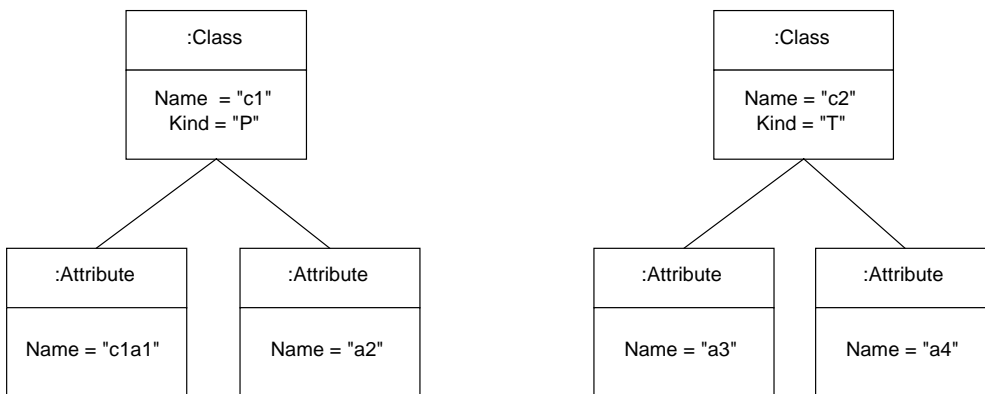 :Class
Name = "c1"
Kind = "P"
:Class
Name = "c2"
Kind = "T"
:Attribute
Name = "c1a1"
:Attribute
Name = "a2"
:Attribute
Name = "a3"
:Attribute
Name = "a4"